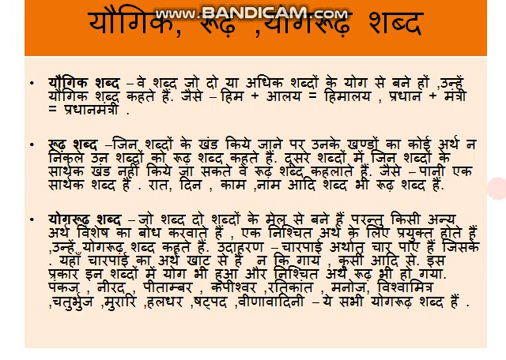 www.BANDICAM.com
यौगिक, रूढ़ ,योगरूढ़ शब्द
• यौगिक शब्द – वे शब्द जो दो या अधिक शब्दों के योग से बने हों ,उन्हें
यौगिक शब्द कहते हैं. जैसे – हिम + आलय = हिमालय , प्रधान + मंत्री
= प्रधानमंत्री .
• रूढ़ शब्द –जिन शब्दों के खंड किये जाने पर उनके खण्डों का कोई अर्थ न
निकले उन शब्दों को रूढ़ शब्द कहते हैं. दूसरे शब्दों में जिन शब्दों के
सार्थक खंड नहीं किये जा सकते वे रूढ़ शब्द कहलाते हैं. जैसे – पानी एक
सार्थक शब्द है . रात, दिन , काम ,नाम आदि शब्द भी रूढ़ शब्द हैं.
• योगरूढ़ शब्द – जो शब्द दो शब्दों के मेल से बने हैं परन्तु किसी अन्य
अर्थ विशेष का बोध करवाते हैं , एक निश्चित अर्थ के लिए प्रयुक्त होते हैं
,उन्हें योगरूढ़ शब्द कहते हैं. उदाहरण – चारपाई अर्थात् चार पाए हैं जिसके
. यहाँ चारपाई का अर्थ खाट से हैं न कि गाय , कुर्सी आदि से. इस
प्रकार इन शब्दों में योग भी हुआ और निश्चित अर्थ रूढ़ भी हो गया.
पंकज , नीरद , पीताम्बर , कपीश्वर ,रतिकांत , मनोज, विश्वामित्र
,चतुर्भुज ,मुरारि ,हलधर ,षट्पद ,वीणावादिनी – ये सभी योगरूढ़ शब्द हैं .